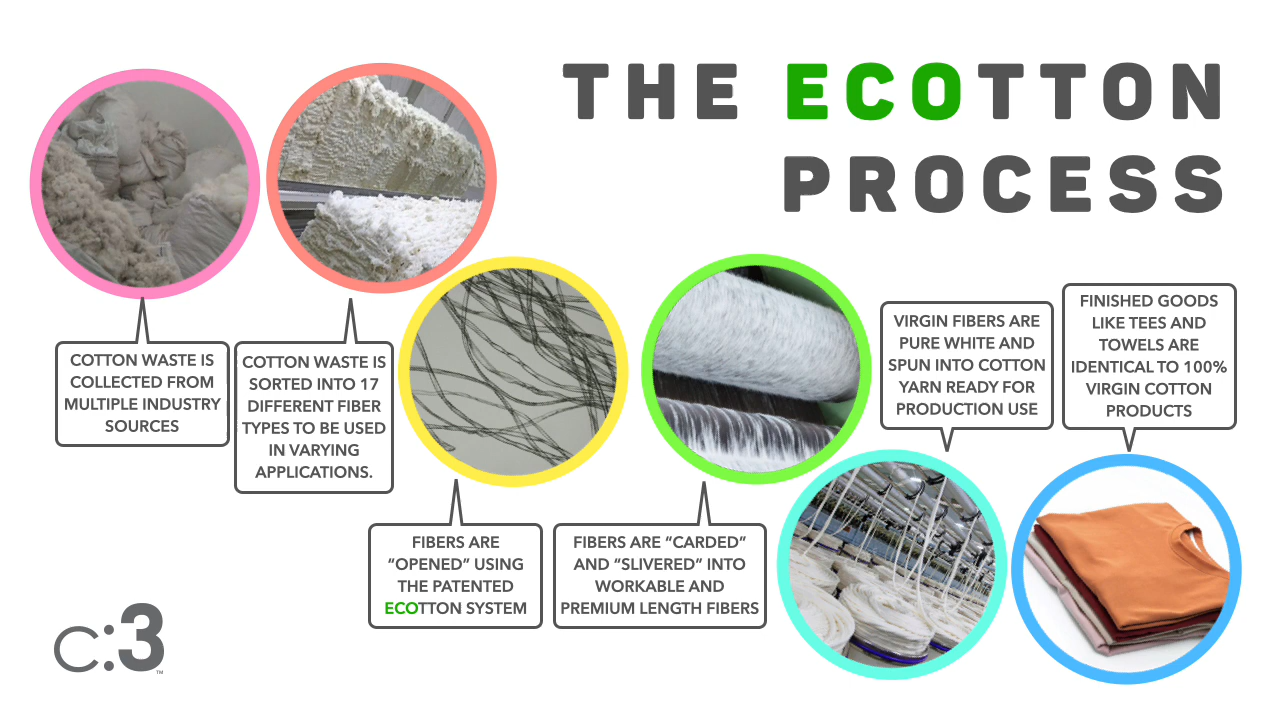 THE ECOTTON
PROCESS
COTTON WASTE IS
COLLECTED FROM
MULTIPLE INDUSTRY
SOURCES
COTTON WASTE IS
SORTED INTO 17
DIFFERENT FIBER
TYPES TO BE USED
IN VARYING
APPLICATIONS.
FIBERS ARE
“OPENED” USING
THE PATENTED
ECOTTON SYSTEM
FIBERS ARE “CARDED”
AND “SLIVERED” INTO
WORKABLE AND
PREMIUM LENGTH FIBERS
VIRGIN FIBERS ARE
PURE WHITE AND
SPUN INTO COTTON
YARN READY FOR
PRODUCTION USE
FINISHED GOODS
LIKE TEES AND
TOWELS ARE
IDENTICAL TO 100%
VIRGIN COTTON
PRODUCTS
c:3™